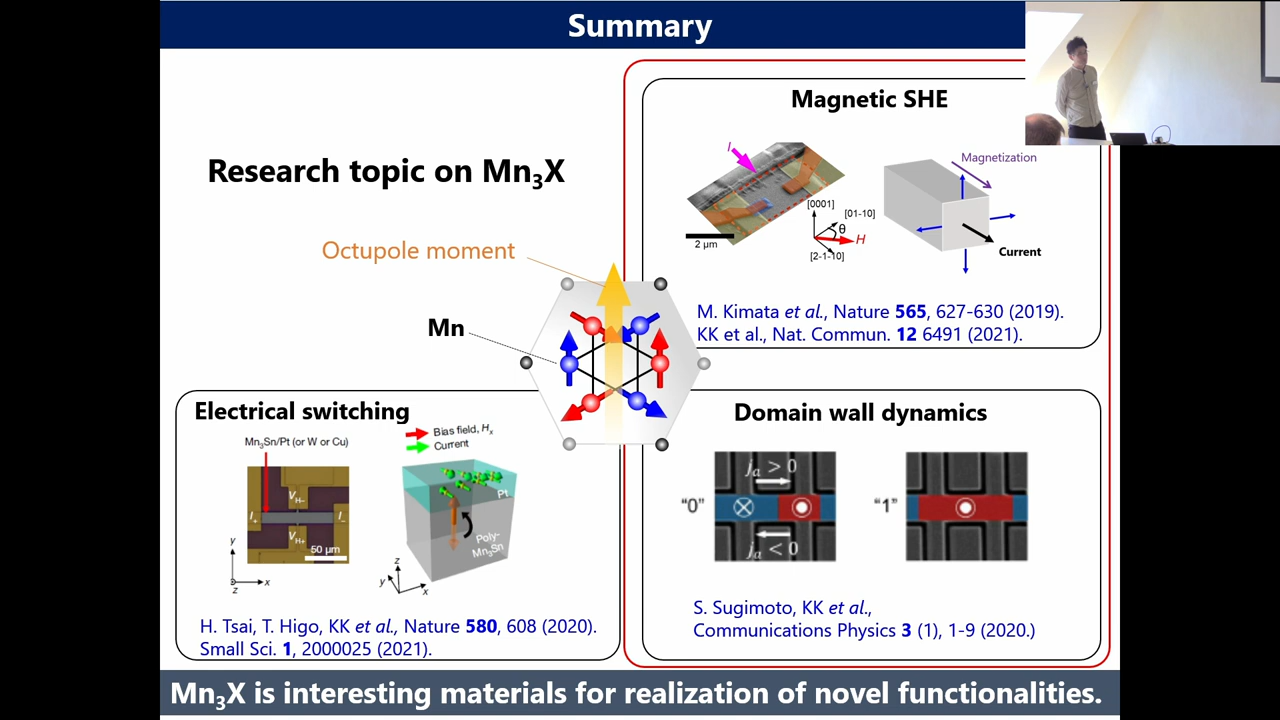 Summary
Research topic on Mn₃X
Octupole moment
Mn
Magnetic SHE
I
2 μm
[0001]
[01-10]
θ
H
[2-1-10]
Magnetization
Current
M. Kimata et al., Nature 565, 627-630 (2019).
KK et al., Nat. Commun. 12 6491 (2021).
Electrical switching
Mn₃Sn/Pt (or W or Cu)
V_H−
I₊
I₋
V_H+
50 μm
y
x
z
Bias field, Hₓ
Current
Pt
Poly-
Mn₃Sn
z
y
x
H. Tsai, T. Higo, KK et al., Nature 580, 608 (2020).
Small Sci. 1, 2000025 (2021).
Domain wall dynamics
jₐ > 0
“0”
jₐ < 0
“1”
S. Sugimoto, KK et al.,
Communications Physics 3 (1), 1-9 (2020.)
Mn₃X is interesting materials for realization of novel functionalities.